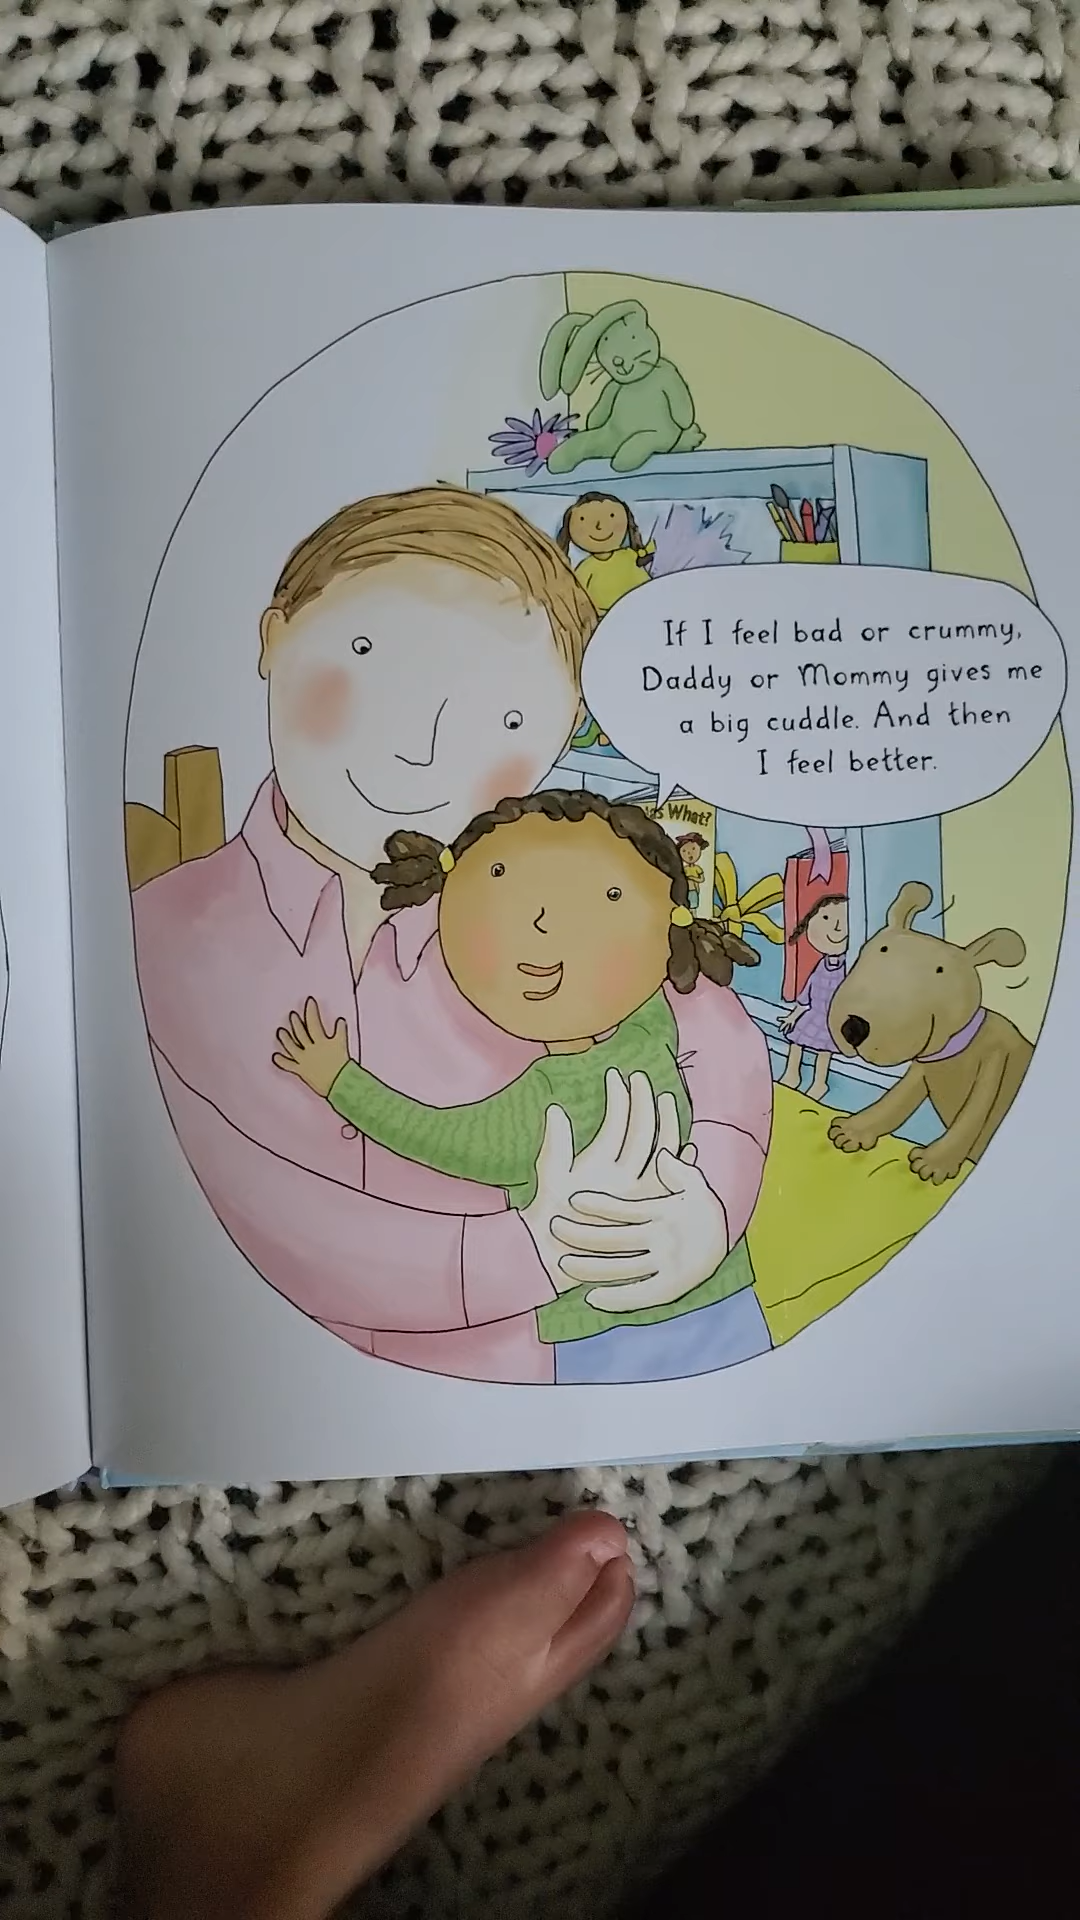 If I feel bad or crummy,
Daddy or Mommy gives me
a big cuddle. And then
I feel better.
What?